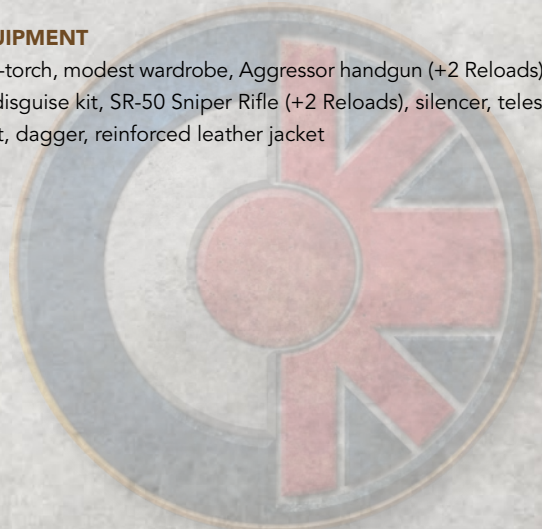 UIPMENT
-torch, modest wardrobe, Aggressor handgun (+2 Reloads)
disguise kit, SR-50 Sniper Rifle (+2 Reloads), silencer, teles
t, dagger, reinforced leather jacket